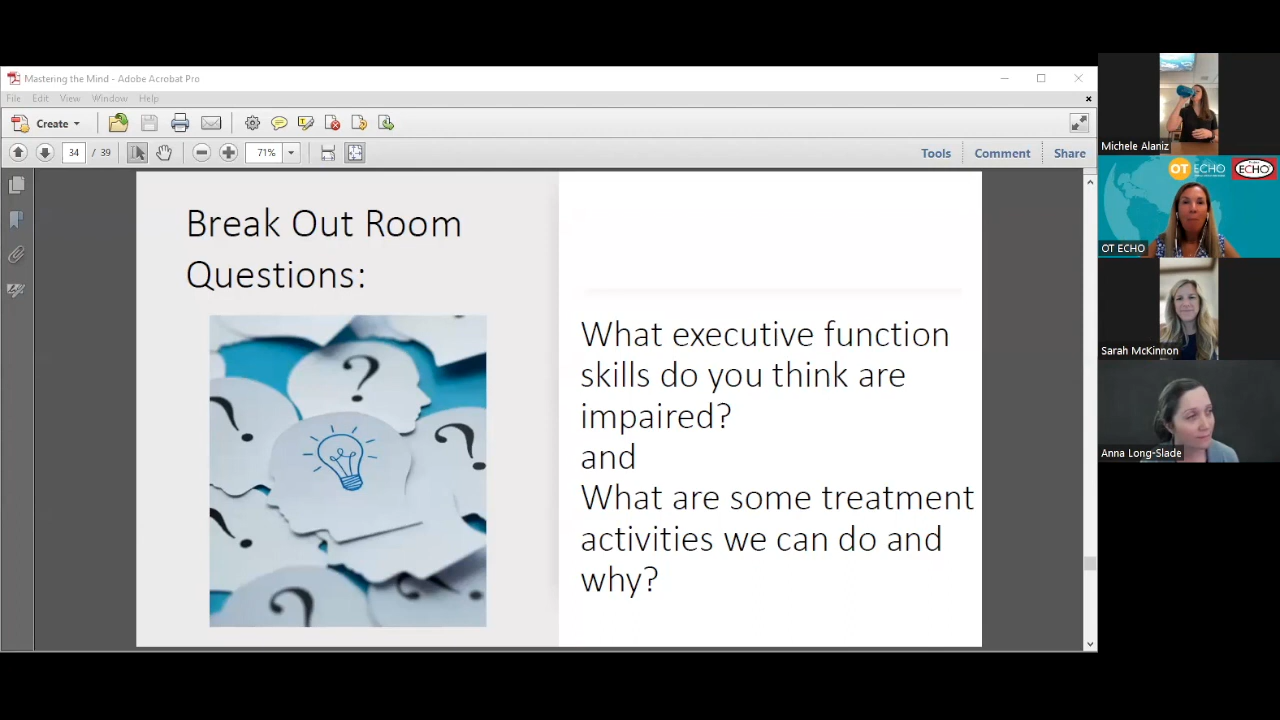 Mastering the Mind - Adobe Acrobat Pro
File Edit View Window Help
Create
34 / 39
71%
Tools Comment Share
Break Out Room
Questions:
?
?
?
?
?
?
What executive function
skills do you think are
impaired?
and
What are some treatment
activities we can do and
why?
Michele Alaniz
OT ECHO
ECHO
OT ECHO
Sarah McKinnon
Anna Long-Slade